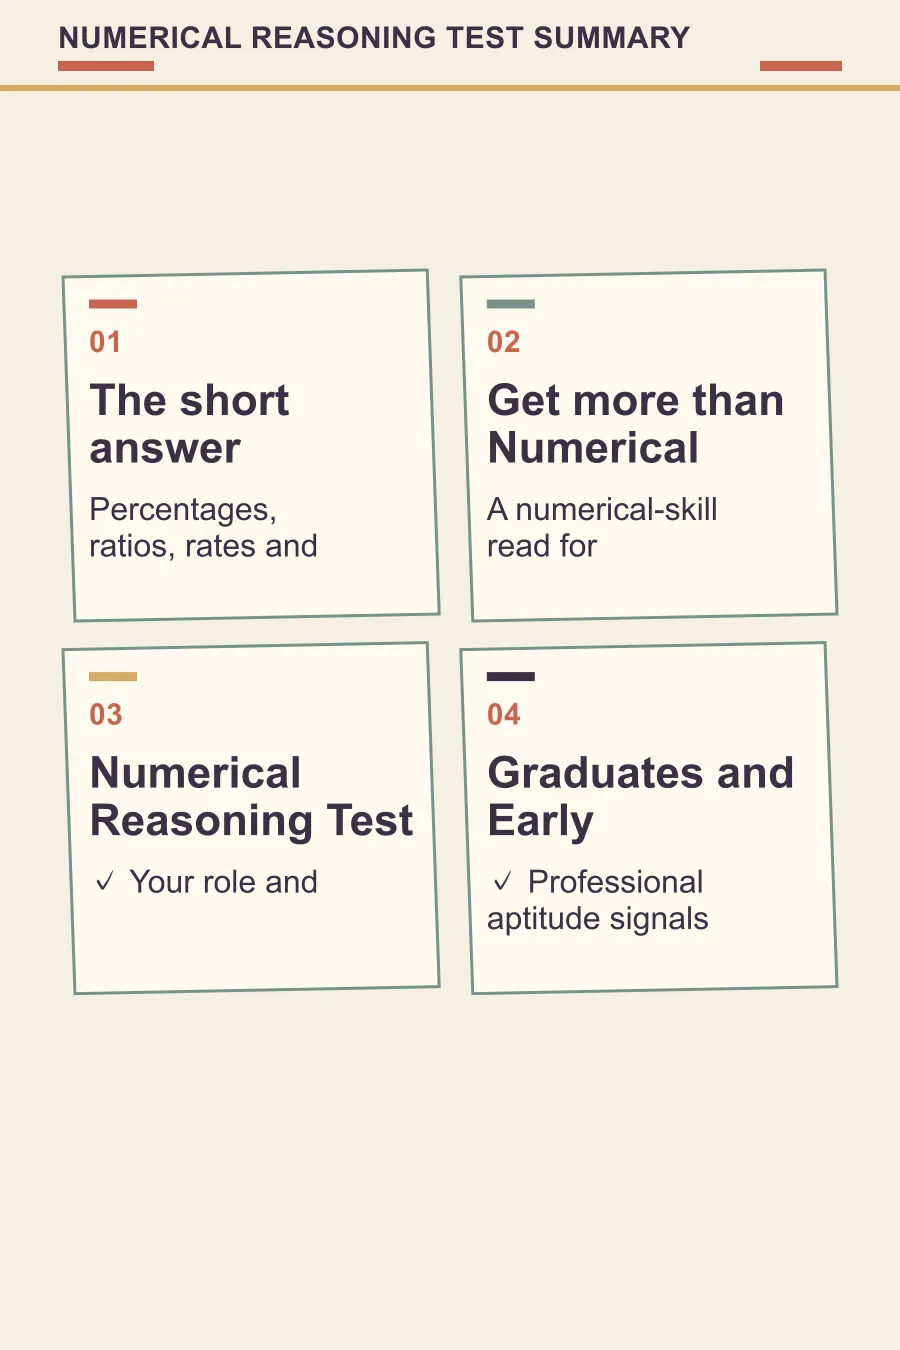 NUMERICAL REASONING TEST SUMMARY
01
The short
answer
Percentages,
ratios, rates and
02
Get more than
Numerical
A numerical-skill
read for
03
Numerical
Reasoning Test
✓ Your role and
04
Graduates and
Early
✓ Professional
aptitude signals